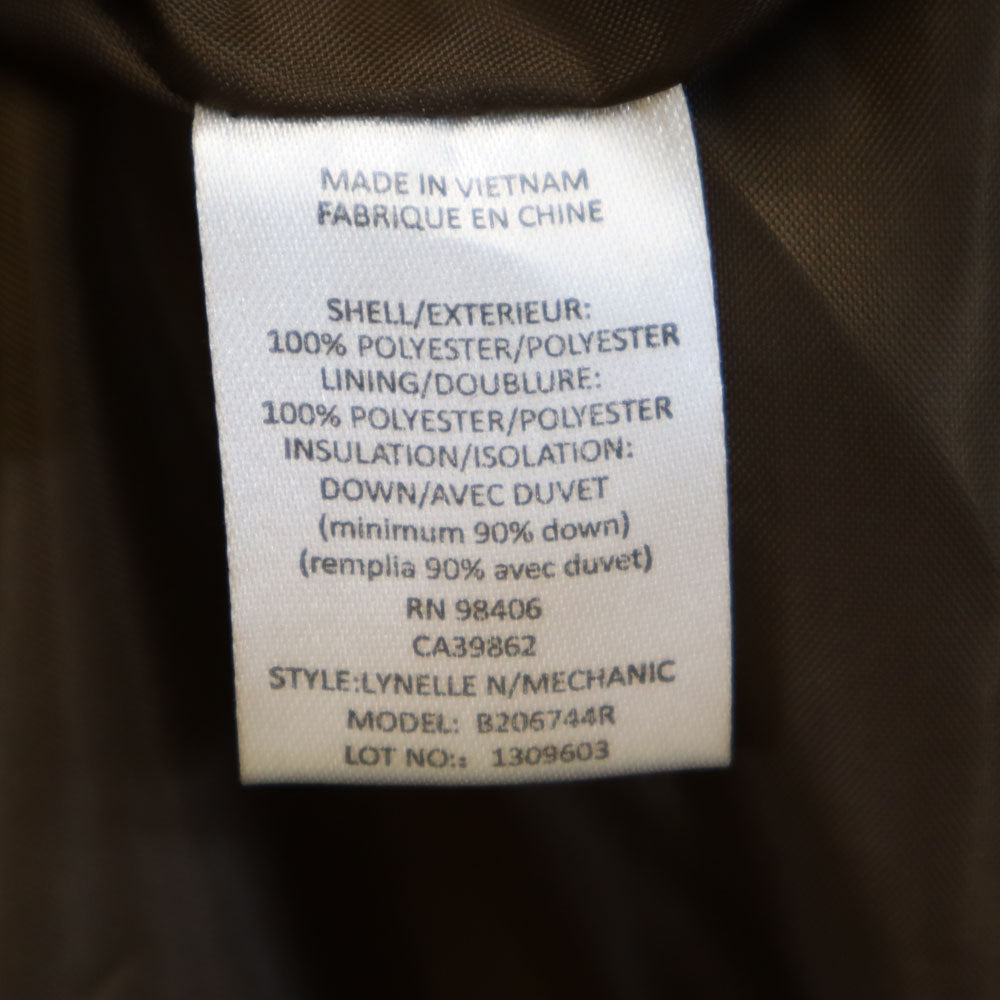 MADE IN VIETNAM
FABRIQUE EN CHINE
SHELL/EXTERIEUR:
100% POLYESTER/POLYESTER
LINING/DOUBLURE:
100% POLYESTER/POLYESTER
INSULATION/ISOLATION:
DOWN/AVEC DUVET
(minimum 90% down)
(remplia 90% avec duvet)
RN 98406
CA39862
STYLE:LYNELLE N/MECHANIC
MODEL: B206744R
LOT NO:: 1309603